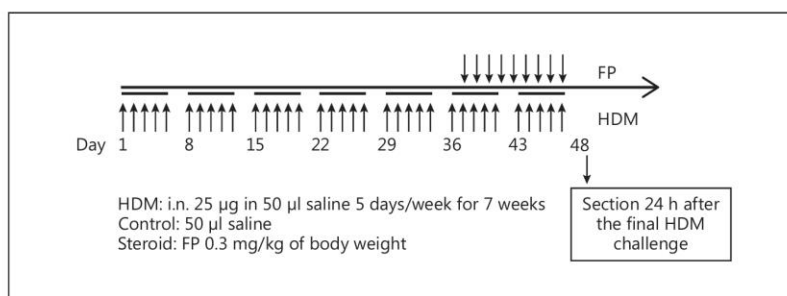 FP
HDM
Day 1 8 15 22 29 36 43 48
HDM: i.n. 25 µg in 50 µl saline 5 days/week for 7 weeks
Control: 50 µl saline
Steroid: FP 0.3 mg/kg of body weight
Section 24 h after
the final HDM
challenge